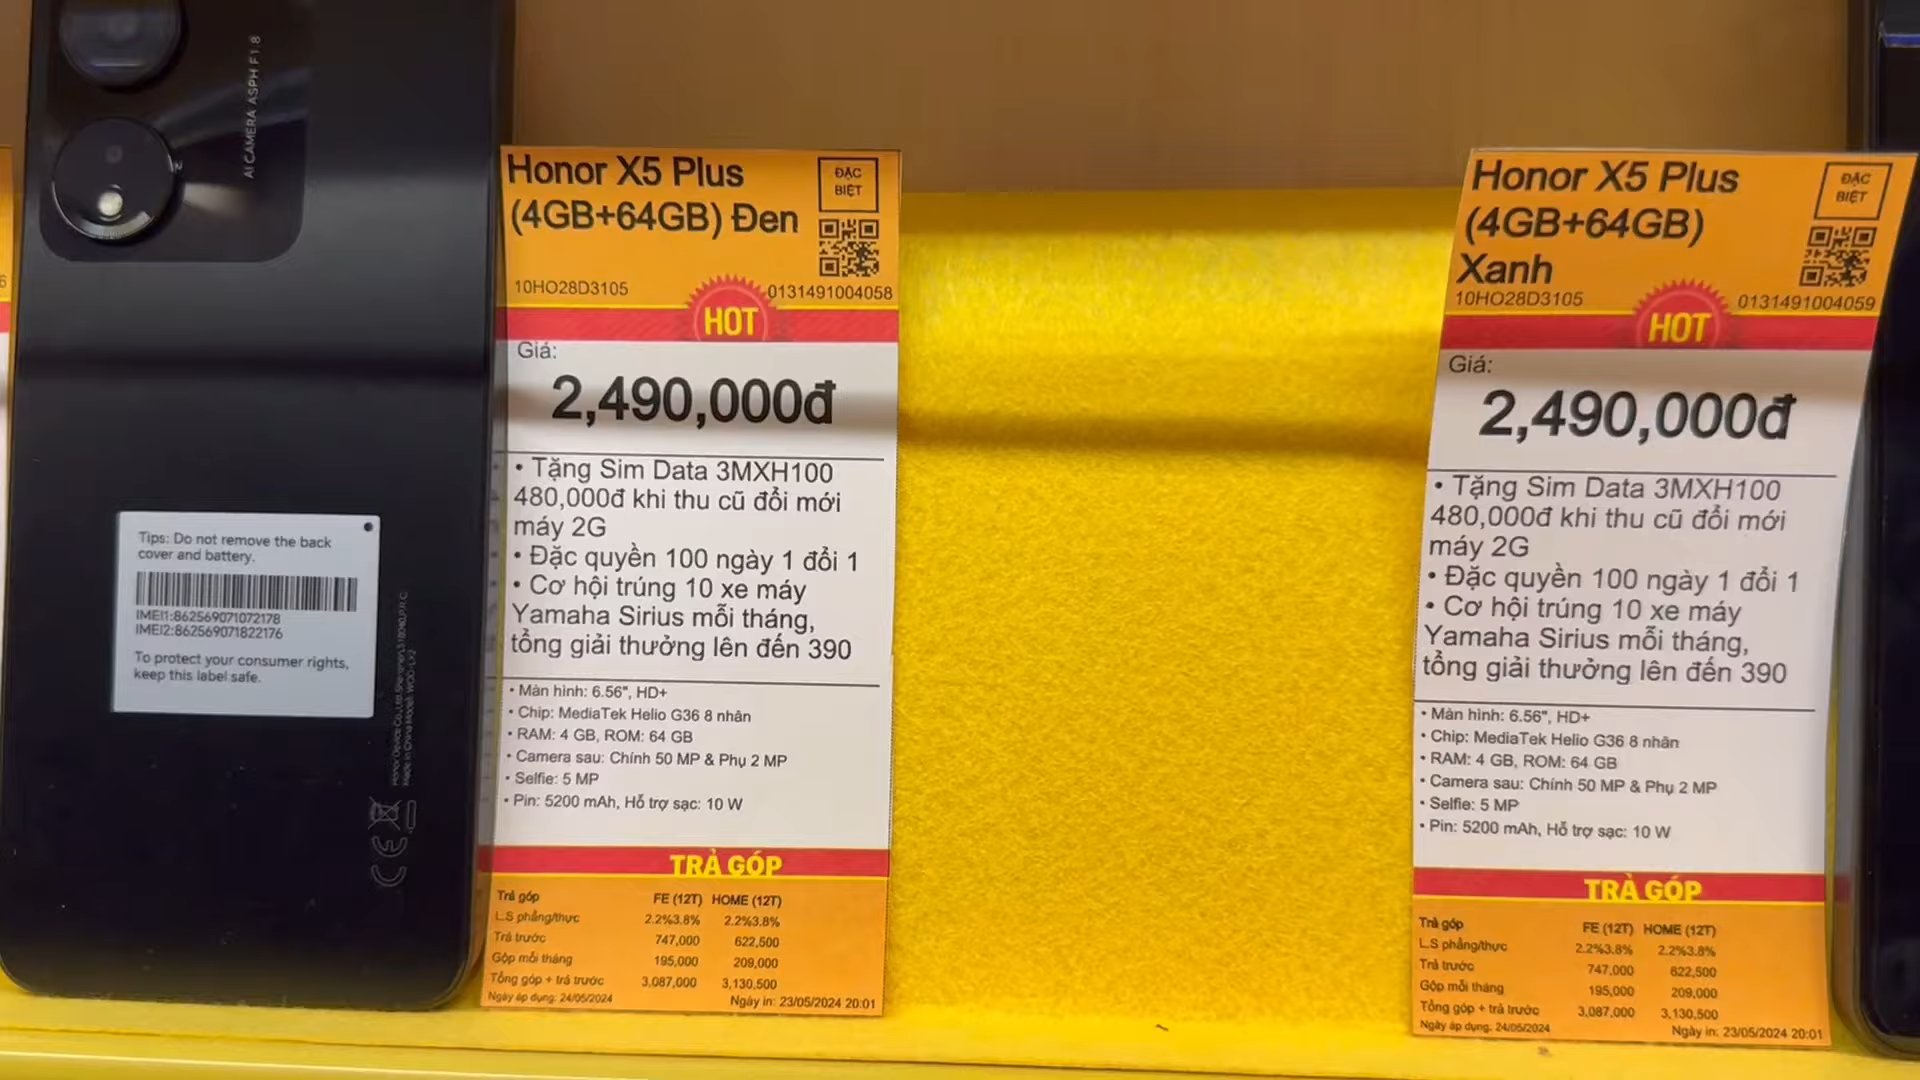 AI CAMERA ASPH F1.8
Tips: Do not remove the back
cover and battery.
IMEI1:862569071072178
IMEI2:862569071822176
To protect your consumer rights,
keep this label safe.
Honor X5 Plus
(4GB+64GB) Đen
ĐẶC
BIỆT
10HO28D3105
0131491004058
HOT
Giá:
2,490,000đ
• Tặng Sim Data 3MXH100
480,000đ khi thu cũ đổi mới
máy 2G
• Đặc quyền 100 ngày 1 đổi 1
• Cơ hội trúng 10 xe máy
Yamaha Sirius mỗi tháng,
tổng giải thưởng lên đến 390
• Màn hình: 6.56", HD+
• Chip: MediaTek Helio G36 8 nhân
• RAM: 4 GB, ROM: 64 GB
• Camera sau: Chính 50 MP & Phụ 2 MP
• Selfie: 5 MP
• Pin: 5200 mAh, Hỗ trợ sạc: 10 W
TRẢ GÓP
Trả góp FE (12T) HOME (12T)
L.S phẳng/thực 2.2%3.8% 2.2%3.8%
Trả trước 747,000 622,500
Góp mỗi tháng 195,000 209,000
Tổng góp + trả trước 3,087,000 3,130,500
Ngày áp dụng: 24/05/2024 Ngày in: 23/05/2024 20:01
Honor X5 Plus
(4GB+64GB)
Xanh
ĐẶC
BIỆT
10HO28D3105
0131491004059
HOT
Giá:
2,490,000đ
• Tặng Sim Data 3MXH100
480,000đ khi thu cũ đổi mới
máy 2G
• Đặc quyền 100 ngày 1 đổi 1
• Cơ hội trúng 10 xe máy
Yamaha Sirius mỗi tháng,
tổng giải thưởng lên đến 390
• Màn hình: 6.56", HD+
• Chip: MediaTek Helio G36 8 nhân
• RAM: 4 GB, ROM: 64 GB
• Camera sau: Chính 50 MP & Phụ 2 MP
• Selfie: 5 MP
• Pin: 5200 mAh, Hỗ trợ sạc: 10 W
TRẢ GÓP
Trả góp FE (12T) HOME (12T)
L.S phẳng/thực 2.2%3.8% 2.2%3.8%
Trả trước 747,000 622,500
Góp mỗi tháng 195,000 209,000
Tổng góp + trả trước 3,087,000 3,130,500
Ngày áp dụng: 24/05/2024 Ngày in: 23/05/2024 20:01